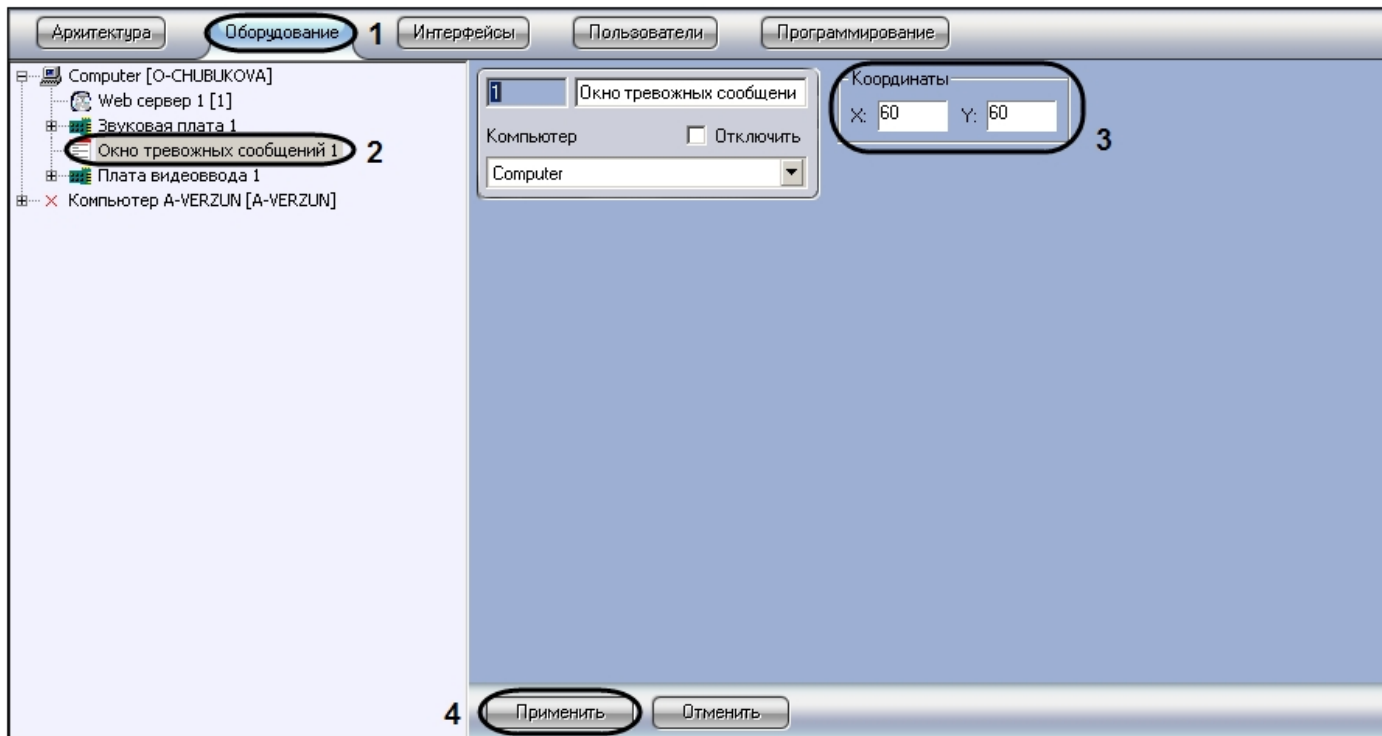 Архитектура Оборудование 1 Интерфейсы Пользователи Программирование
Computer [O-CHUBUKOVA]
Web сервер 1 [1]
Звуковая плата 1
Окно тревожных сообщений 1 2
Плата видеоввода 1
Компьютер A-VERZUN [A-VERZUN]
1 Окно тревожных сообщени
Компьютер Отключить
Computer
Координаты
X: 60 Y: 60
3
4 Применить Отменить